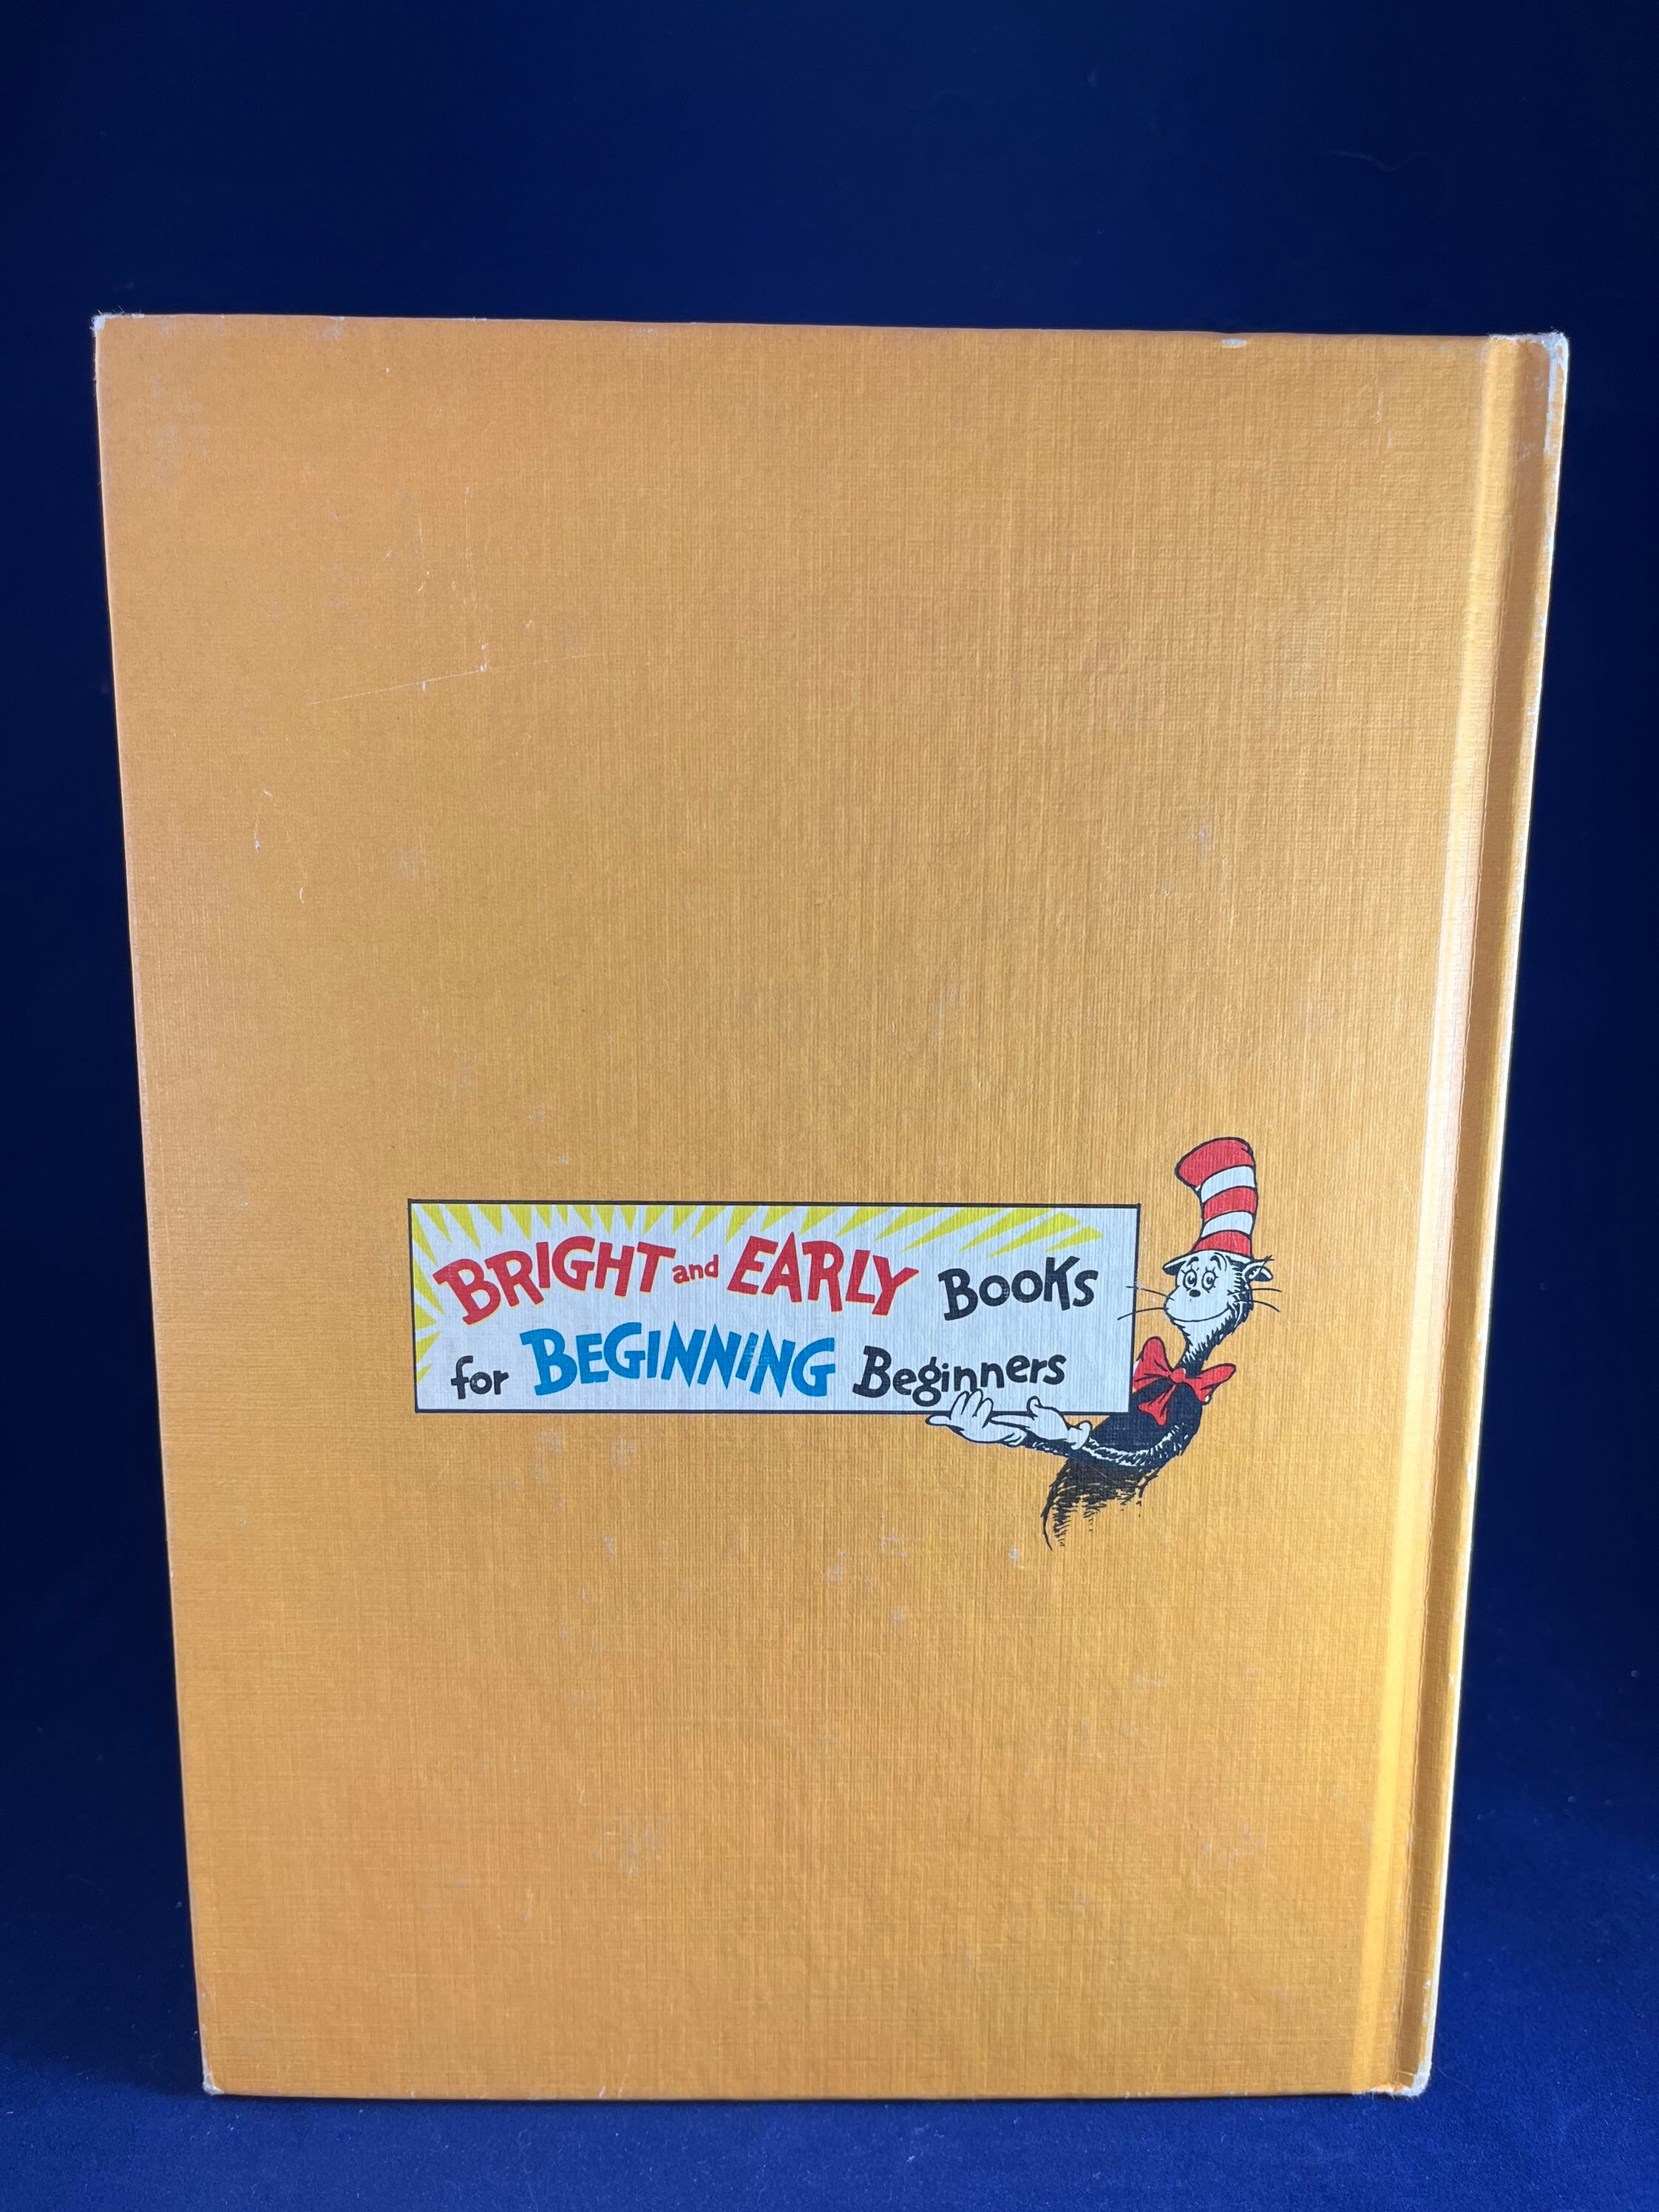 BRIGHT and EARLY Books
for BEGINNING Beginners